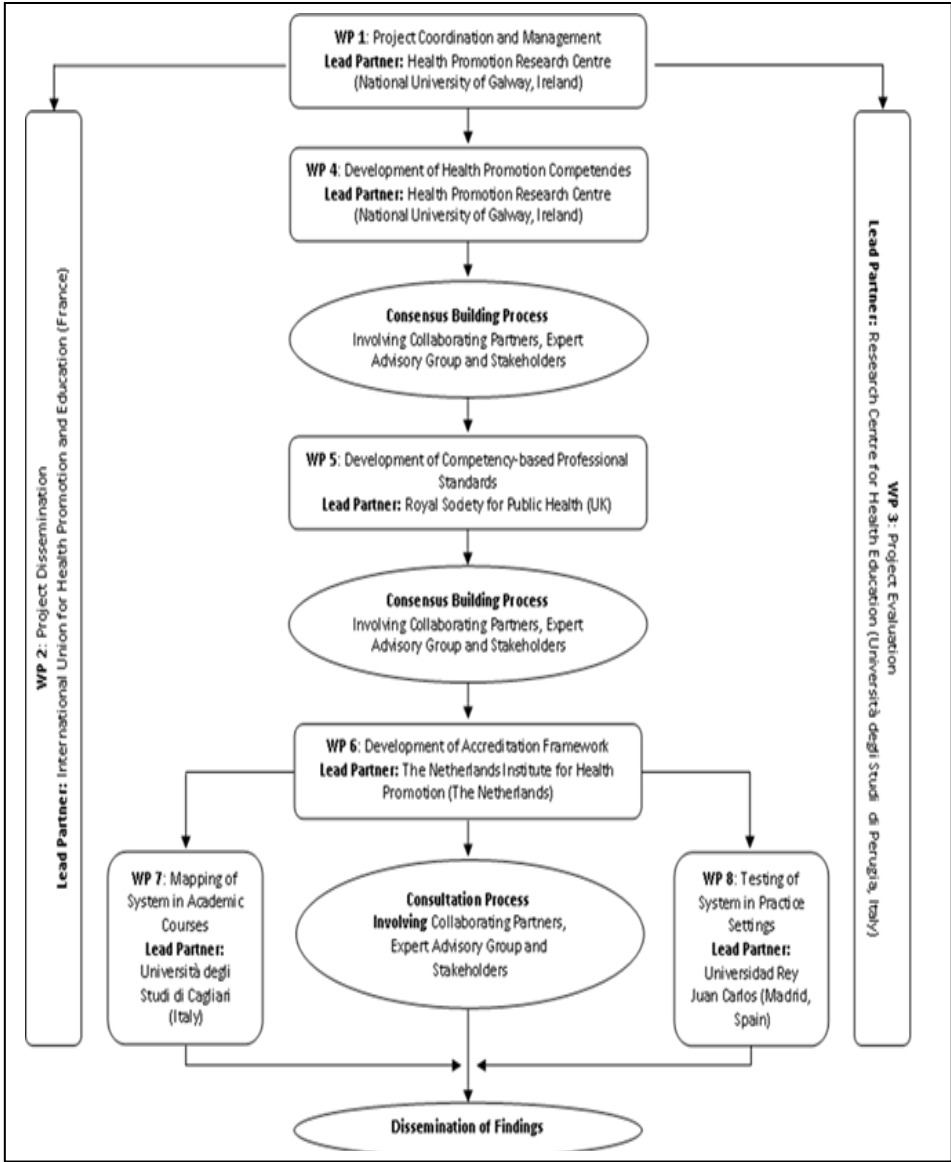 WP 1: Project Coordination and Management
Lead Partner: Health Promotion Research Centre
(National University of Galway, Ireland)
WP 2: Project Dissemination
Lead Partner: International Union for Health Promotion and Education (France)
WP 3: Project Evaluation
Lead Partner: Research Centre for Health Education (Università degli Studi di Perugia, Italy)
WP 4: Development of Health Promotion Competencies
Lead Partner: Health Promotion Research Centre
(National University of Galway, Ireland)
Consensus Building Process
Involving Collaborating Partners, Expert
Advisory Group and Stakeholders
WP 5: Development of Competency-based Professional
Standards
Lead Partner: Royal Society for Public Health (UK)
Consensus Building Process
Involving Collaborating Partners, Expert
Advisory Group and Stakeholders
WP 6: Development of Accreditation Framework
Lead Partner: The Netherlands Institute for Health
Promotion (The Netherlands)
WP 7: Mapping of
System in Academic
Courses
Lead Partner:
Università degli
Studi di Cagliari
(Italy)
Consultation Process
Involving Collaborating Partners,
Expert Advisory Group and
Stakeholders
WP 8: Testing of
System in Practice
Settings
Lead Partner:
Universidad Rey
Juan Carlos (Madrid,
Spain)
Dissemination of Findings